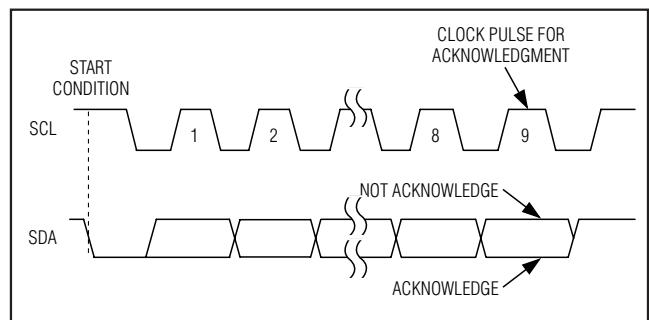 CLOCK PULSE FOR
ACKNOWLEDGMENT
START
CONDITION
SCL
1
2
8
9
NOT ACKNOWLEDGE
SDA
ACKNOWLEDGE